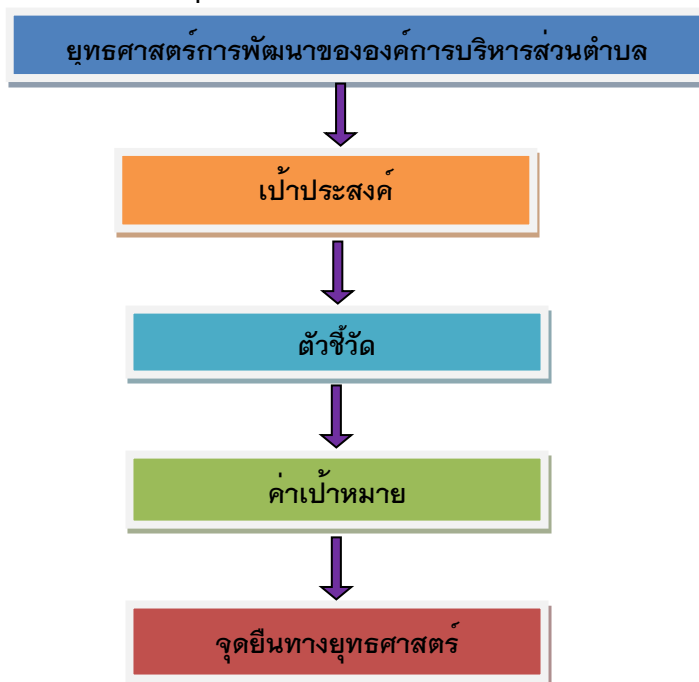 ยุทธศาสตร์การพัฒนาขององค์การบริหารส่วนตำบล
เป้าประสงค์
ตัวชี้วัด
ค่าเป้าหมาย
จุดยืนทางยุทธศาสตร์